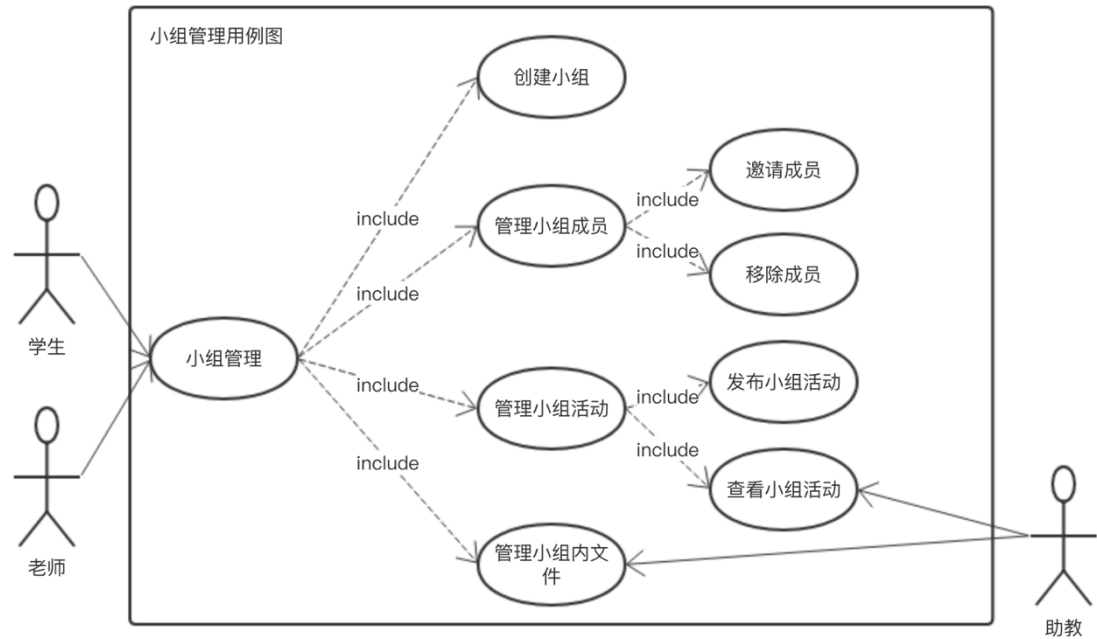 小组管理用例图
创建小组
邀请成员
include
include
管理小组成员
include
移除成员
include
学生
小组管理
发布小组活动
include
include
管理小组活动
include
include
查看小组活动
管理小组内文
件
老师
助教